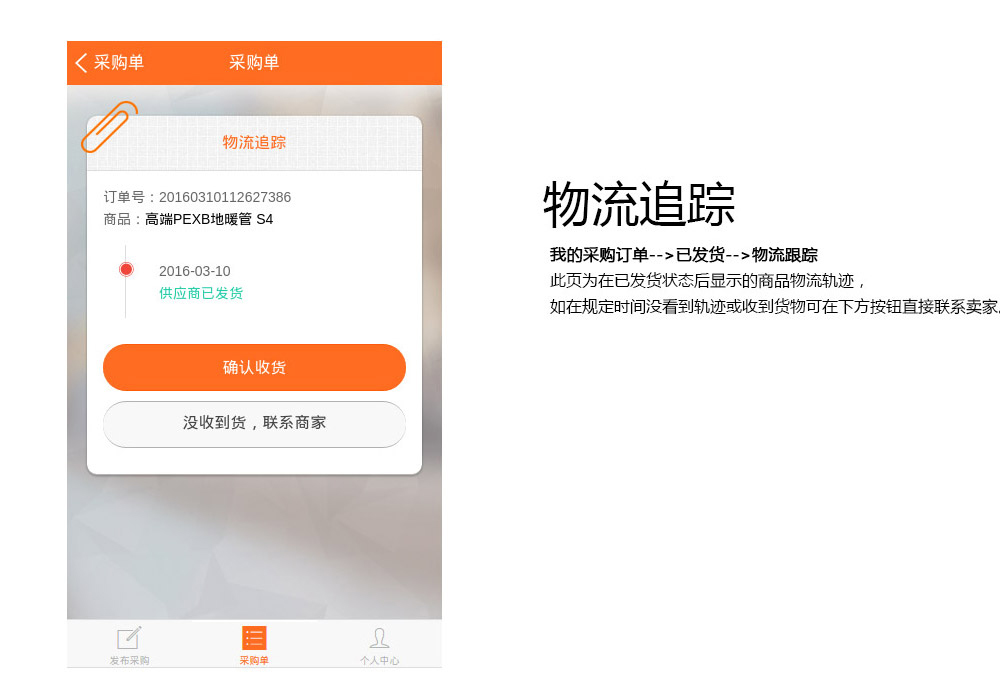 采购单 采购单
物流追踪
订单号：20160310112627386
商品：高端PEXB地暖管 S4
2016-03-10
供应商已发货
确认收货
没收到货，联系商家
发布采购 采购单 个人中心
物流追踪
我的采购订单-->已发货-->物流跟踪
此页为在已发货状态后显示的商品物流轨迹，
如在规定时间没看到轨迹或收到货物可在下方按钮直接联系卖家.